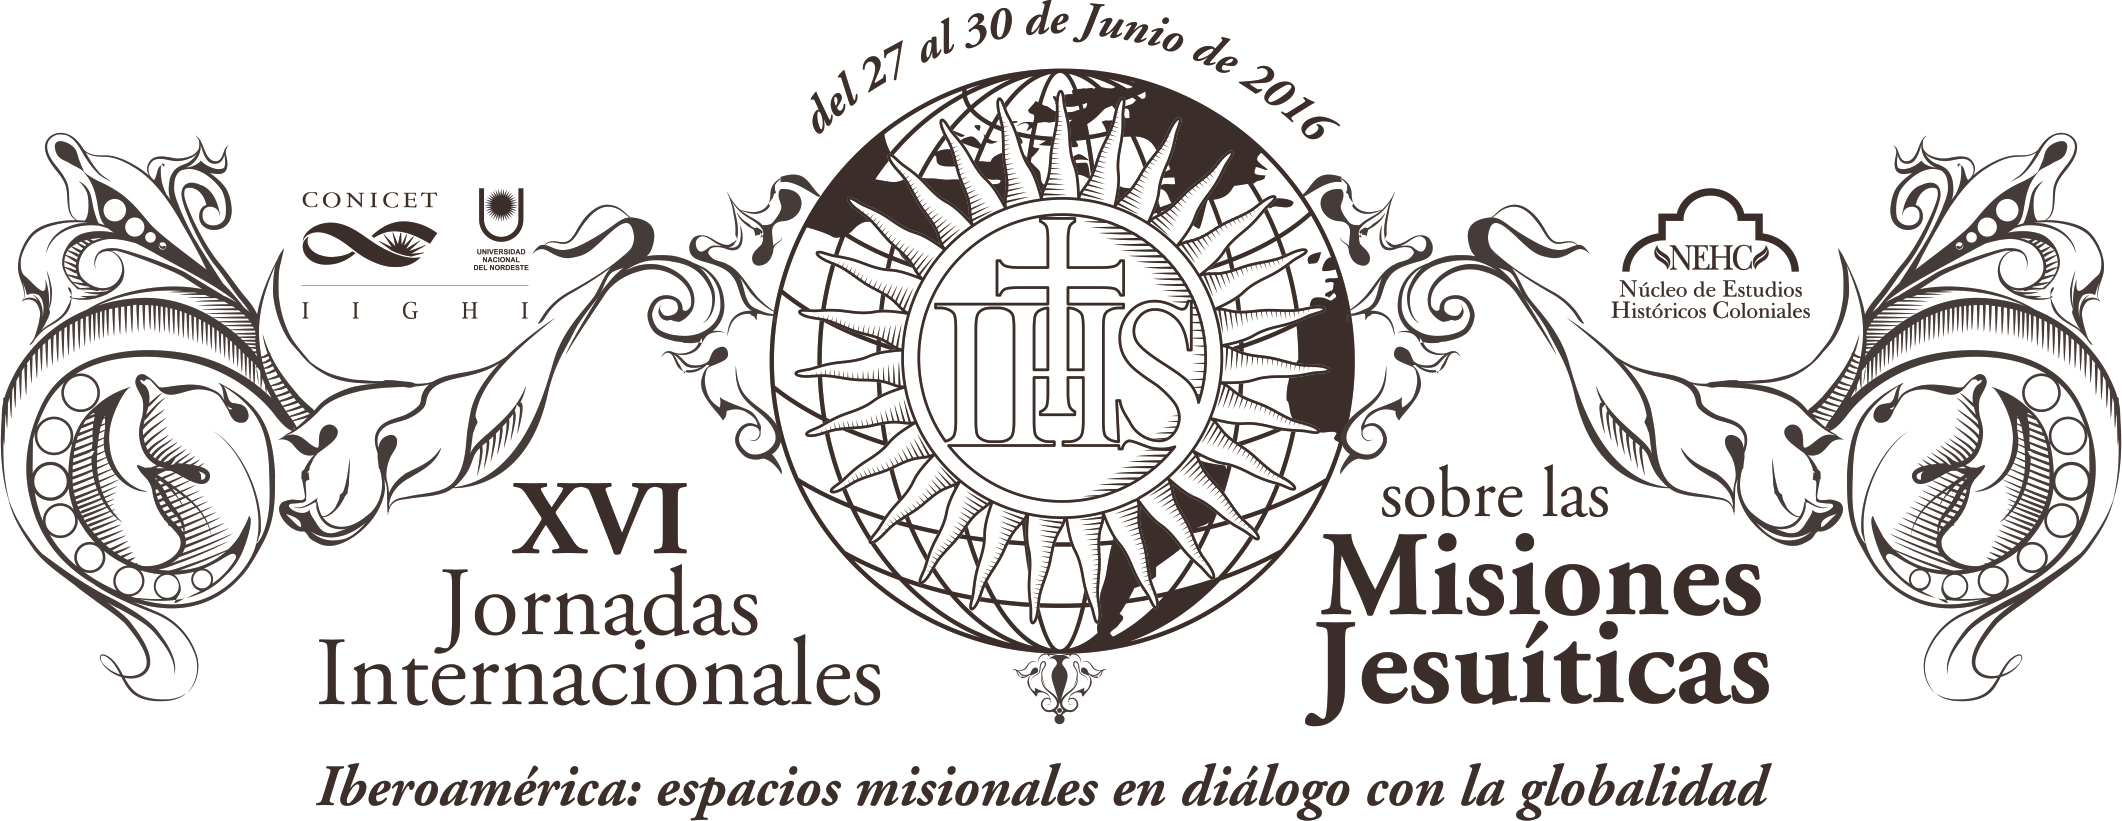 del 27 al 30 de Junio de 2016
CONICET
UNIVERSIDAD
NACIONAL
DEL NORDESTE
I I G H I
NEHC
Núcleo de Estudios
Históricos Coloniales
IHS
XVI
Jornadas
Internacionales
sobre las
Misiones
Jesuíticas
Iberoamérica: espacios misionales en diálogo con la globalidad